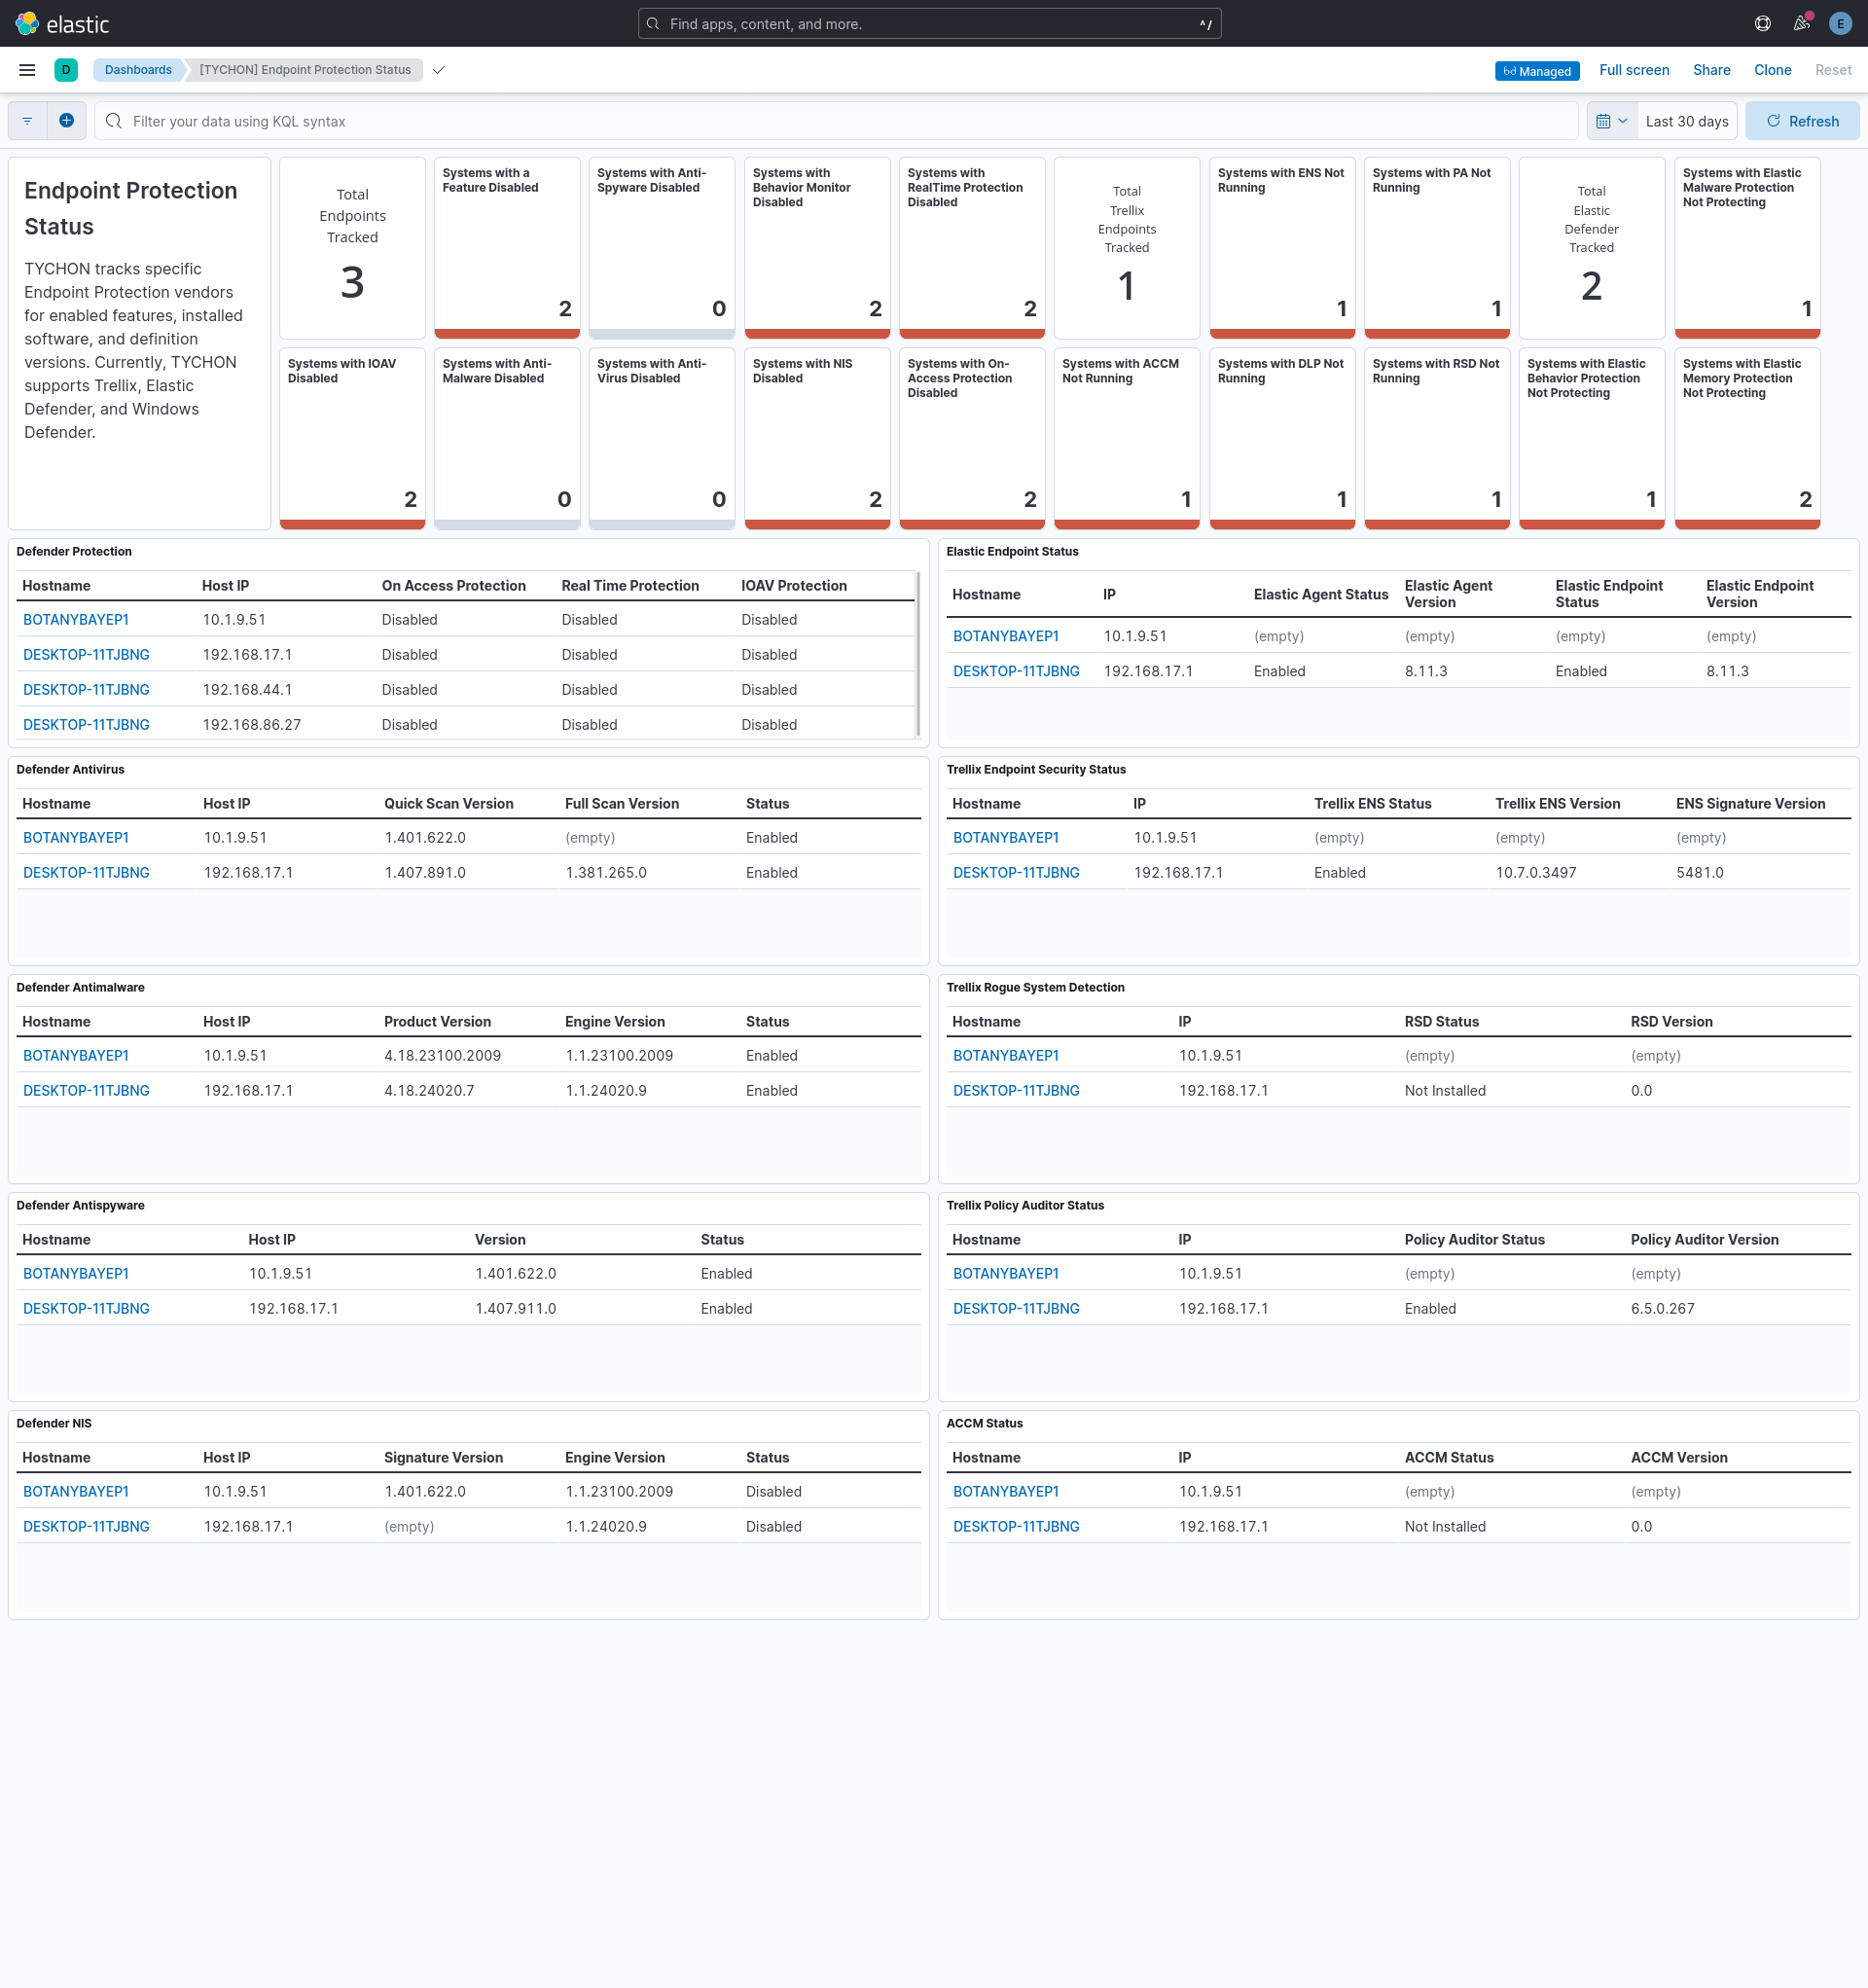 elastic
Find apps, content, and more.
^/
E
D
Dashboards
[TYCHON] Endpoint Protection Status
Managed
Full screen
Share
Clone
Reset
Filter your data using KQL syntax
Last 30 days
Refresh
Endpoint Protection
Status
TYCHON tracks specific
Endpoint Protection vendors
for enabled features, installed
software, and definition
versions. Currently, TYCHON
supports Trellix, Elastic
Defender, and Windows
Defender.
Total
Endpoints
Tracked
3
Systems with a
Feature Disabled
2
Systems with Anti-
Spyware Disabled
0
Systems with
Behavior Monitor
Disabled
2
Systems with
RealTime Protection
Disabled
2
Total
Trellix
Endpoints
Tracked
1
Systems with ENS Not
Running
1
Systems with PA Not
Running
1
Total
Elastic
Defender
Tracked
2
Systems with Elastic
Malware Protection
Not Protecting
1
Systems with IOAV
Disabled
2
Systems with Anti-
Malware Disabled
0
Systems with Anti-
Virus Disabled
0
Systems with NIS
Disabled
2
Systems with On-
Access Protection
Disabled
2
Systems with ACCM
Not Running
1
Systems with DLP Not
Running
1
Systems with RSD Not
Running
1
Systems with Elastic
Behavior Protection
Not Protecting
1
Systems with Elastic
Memory Protection
Not Protecting
2
Defender Protection
Hostname Host IP On Access Protection Real Time Protection IOAV Protection
BOTANYBAYEP1 10.1.9.51 Disabled Disabled Disabled
DESKTOP-11TJBNG 192.168.17.1 Disabled Disabled Disabled
DESKTOP-11TJBNG 192.168.44.1 Disabled Disabled Disabled
DESKTOP-11TJBNG 192.168.86.27 Disabled Disabled Disabled
Elastic Endpoint Status
Hostname IP Elastic Agent Status Elastic Agent Version Elastic Endpoint Status Elastic Endpoint Version
BOTANYBAYEP1 10.1.9.51 (empty) (empty) (empty) (empty)
DESKTOP-11TJBNG 192.168.17.1 Enabled 8.11.3 Enabled 8.11.3
Defender Antivirus
Hostname Host IP Quick Scan Version Full Scan Version Status
BOTANYBAYEP1 10.1.9.51 1.401.622.0 (empty) Enabled
DESKTOP-11TJBNG 192.168.17.1 1.407.891.0 1.381.265.0 Enabled
Trellix Endpoint Security Status
Hostname IP Trellix ENS Status Trellix ENS Version ENS Signature Version
BOTANYBAYEP1 10.1.9.51 (empty) (empty) (empty)
DESKTOP-11TJBNG 192.168.17.1 Enabled 10.7.0.3497 5481.0
Defender Antimalware
Hostname Host IP Product Version Engine Version Status
BOTANYBAYEP1 10.1.9.51 4.18.23100.2009 1.1.23100.2009 Enabled
DESKTOP-11TJBNG 192.168.17.1 4.18.24020.7 1.1.24020.9 Enabled
Trellix Rogue System Detection
Hostname IP RSD Status RSD Version
BOTANYBAYEP1 10.1.9.51 (empty) (empty)
DESKTOP-11TJBNG 192.168.17.1 Not Installed 0.0
Defender Antispyware
Hostname Host IP Version Status
BOTANYBAYEP1 10.1.9.51 1.401.622.0 Enabled
DESKTOP-11TJBNG 192.168.17.1 1.407.911.0 Enabled
Trellix Policy Auditor Status
Hostname IP Policy Auditor Status Policy Auditor Version
BOTANYBAYEP1 10.1.9.51 (empty) (empty)
DESKTOP-11TJBNG 192.168.17.1 Enabled 6.5.0.267
Defender NIS
Hostname Host IP Signature Version Engine Version Status
BOTANYBAYEP1 10.1.9.51 1.401.622.0 1.1.23100.2009 Disabled
DESKTOP-11TJBNG 192.168.17.1 (empty) 1.1.24020.9 Disabled
ACCM Status
Hostname IP ACCM Status ACCM Version
BOTANYBAYEP1 10.1.9.51 (empty) (empty)
DESKTOP-11TJBNG 192.168.17.1 Not Installed 0.0